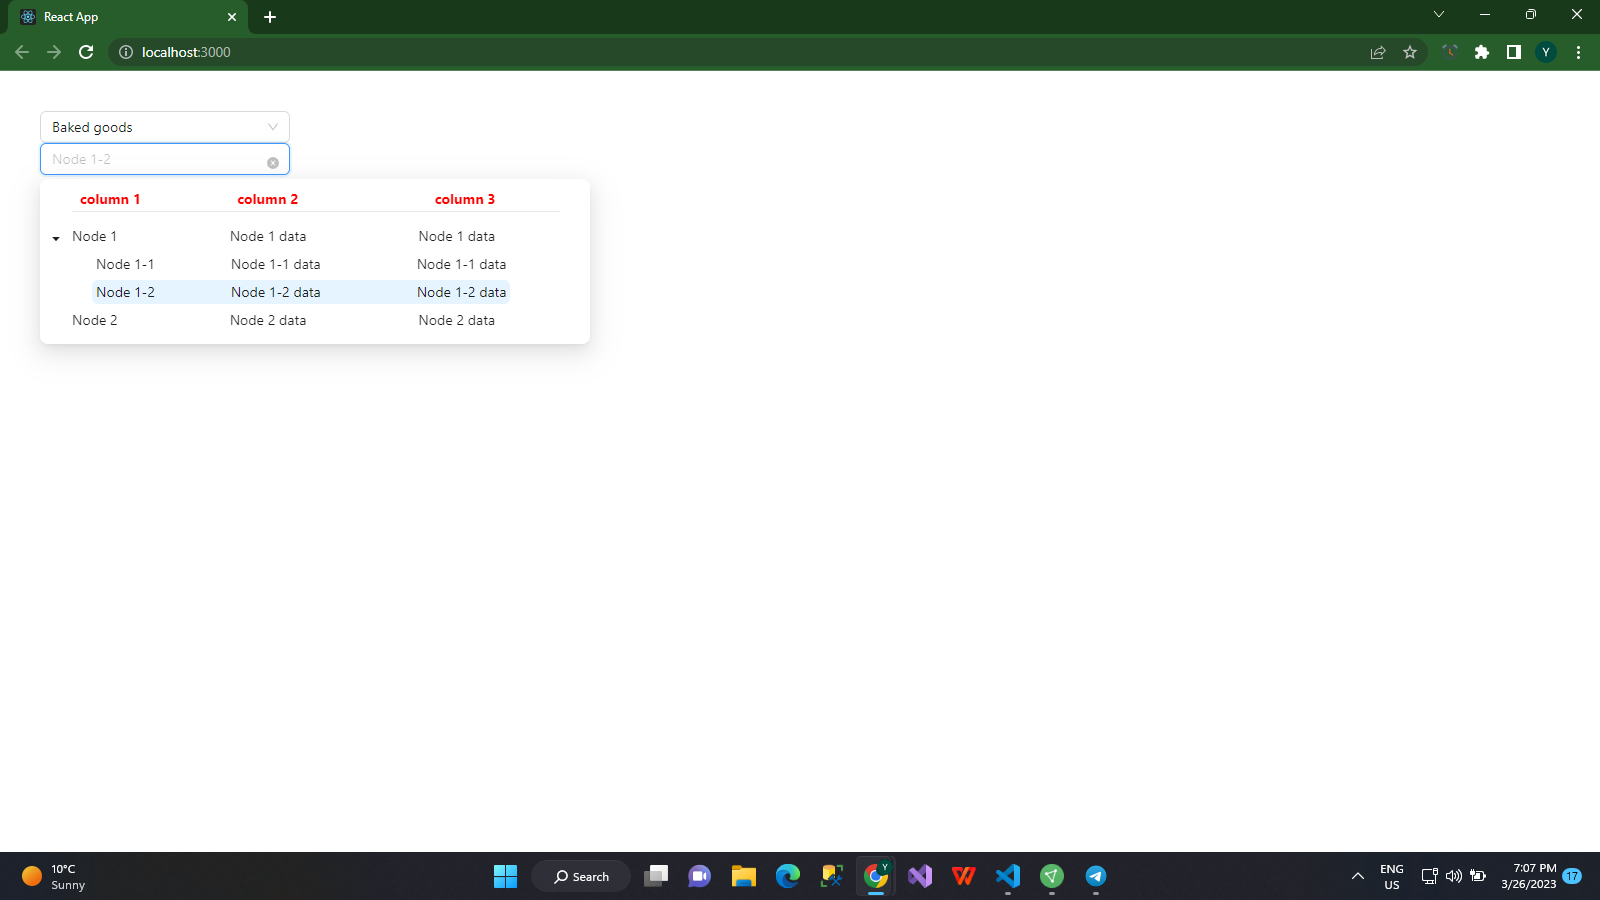 React App
localhost:3000
Y
Baked goods
Node 1-2
column 1 column 2 column 3
Node 1 Node 1 data Node 1 data
Node 1-1 Node 1-1 data Node 1-1 data
Node 1-2 Node 1-2 data Node 1-2 data
Node 2 Node 2 data Node 2 data
10°C
Sunny
Search
Y
ENG
US
7:07 PM
3/26/2023
17